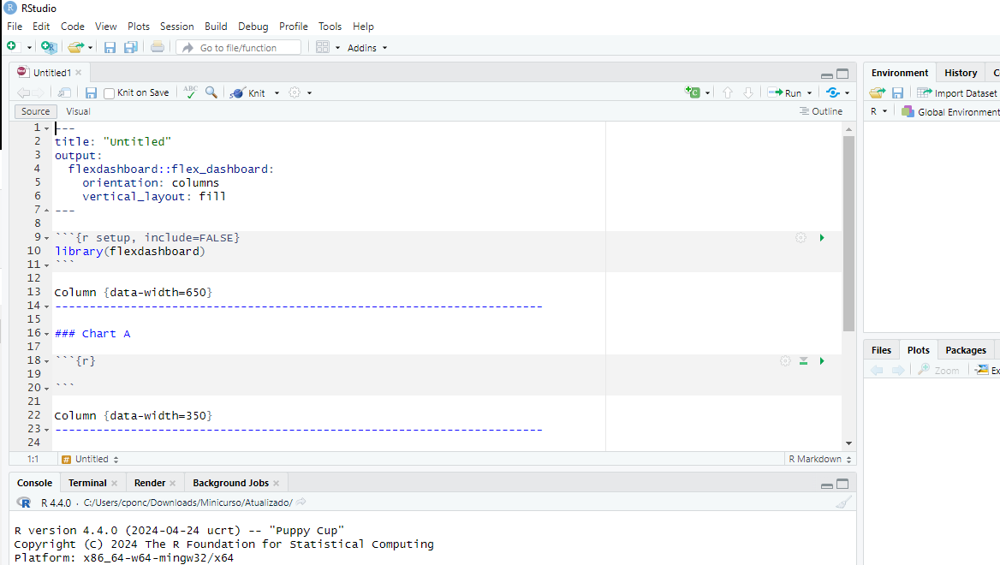 RStudio
File Edit Code View Plots Session Build Debug Profile Tools Help
Go to file/function Addins
Untitled1
Knit on Save ABC Knit Run
Source Visual Outline
1 ---
2 title: "Untitled"
3 output:
4   flexdashboard::flex_dashboard:
5     orientation: columns
6     vertical_layout: fill
7 ---
8
9 ```{r setup, include=FALSE}
10 library(flexdashboard)
11 ```
12
13 Column {data-width=650}
14 -----------------------------------------------------------------------
15
16 ### Chart A
17
18 ```{r}
19
20 ```
21
22 Column {data-width=350}
23 -----------------------------------------------------------------------
24
1:1 # Untitled R Markdown
Console Terminal Render Background Jobs
R R 4.4.0 · C:/Users/cponc/Downloads/Minicurso/Atualizado/
R version 4.4.0 (2024-04-24 ucrt) -- "Puppy Cup"
Copyright (C) 2024 The R Foundation for Statistical Computing
Platform: x86_64-w64-mingw32/x64
Environment History C
Import Dataset
R Global Environment
Files Plots Packages
Zoom Ex